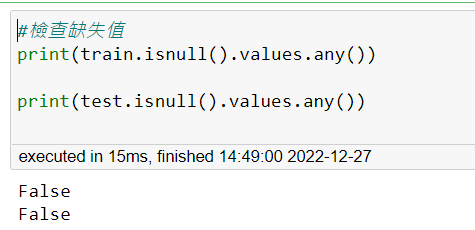 #檢查缺失值
print(train.isnull().values.any())
print(test.isnull().values.any())
executed in 15ms, finished 14:49:00 2022-12-27
False
False